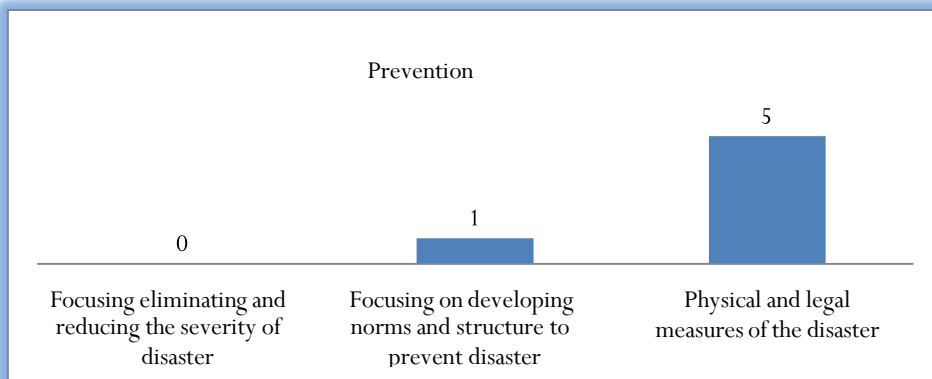 Prevention
5
1
0
Focusing eliminating and
reducing the severity of
disaster
Focusing on developing
norms and structure to
prevent disaster
Physical and legal
measures of the disaster